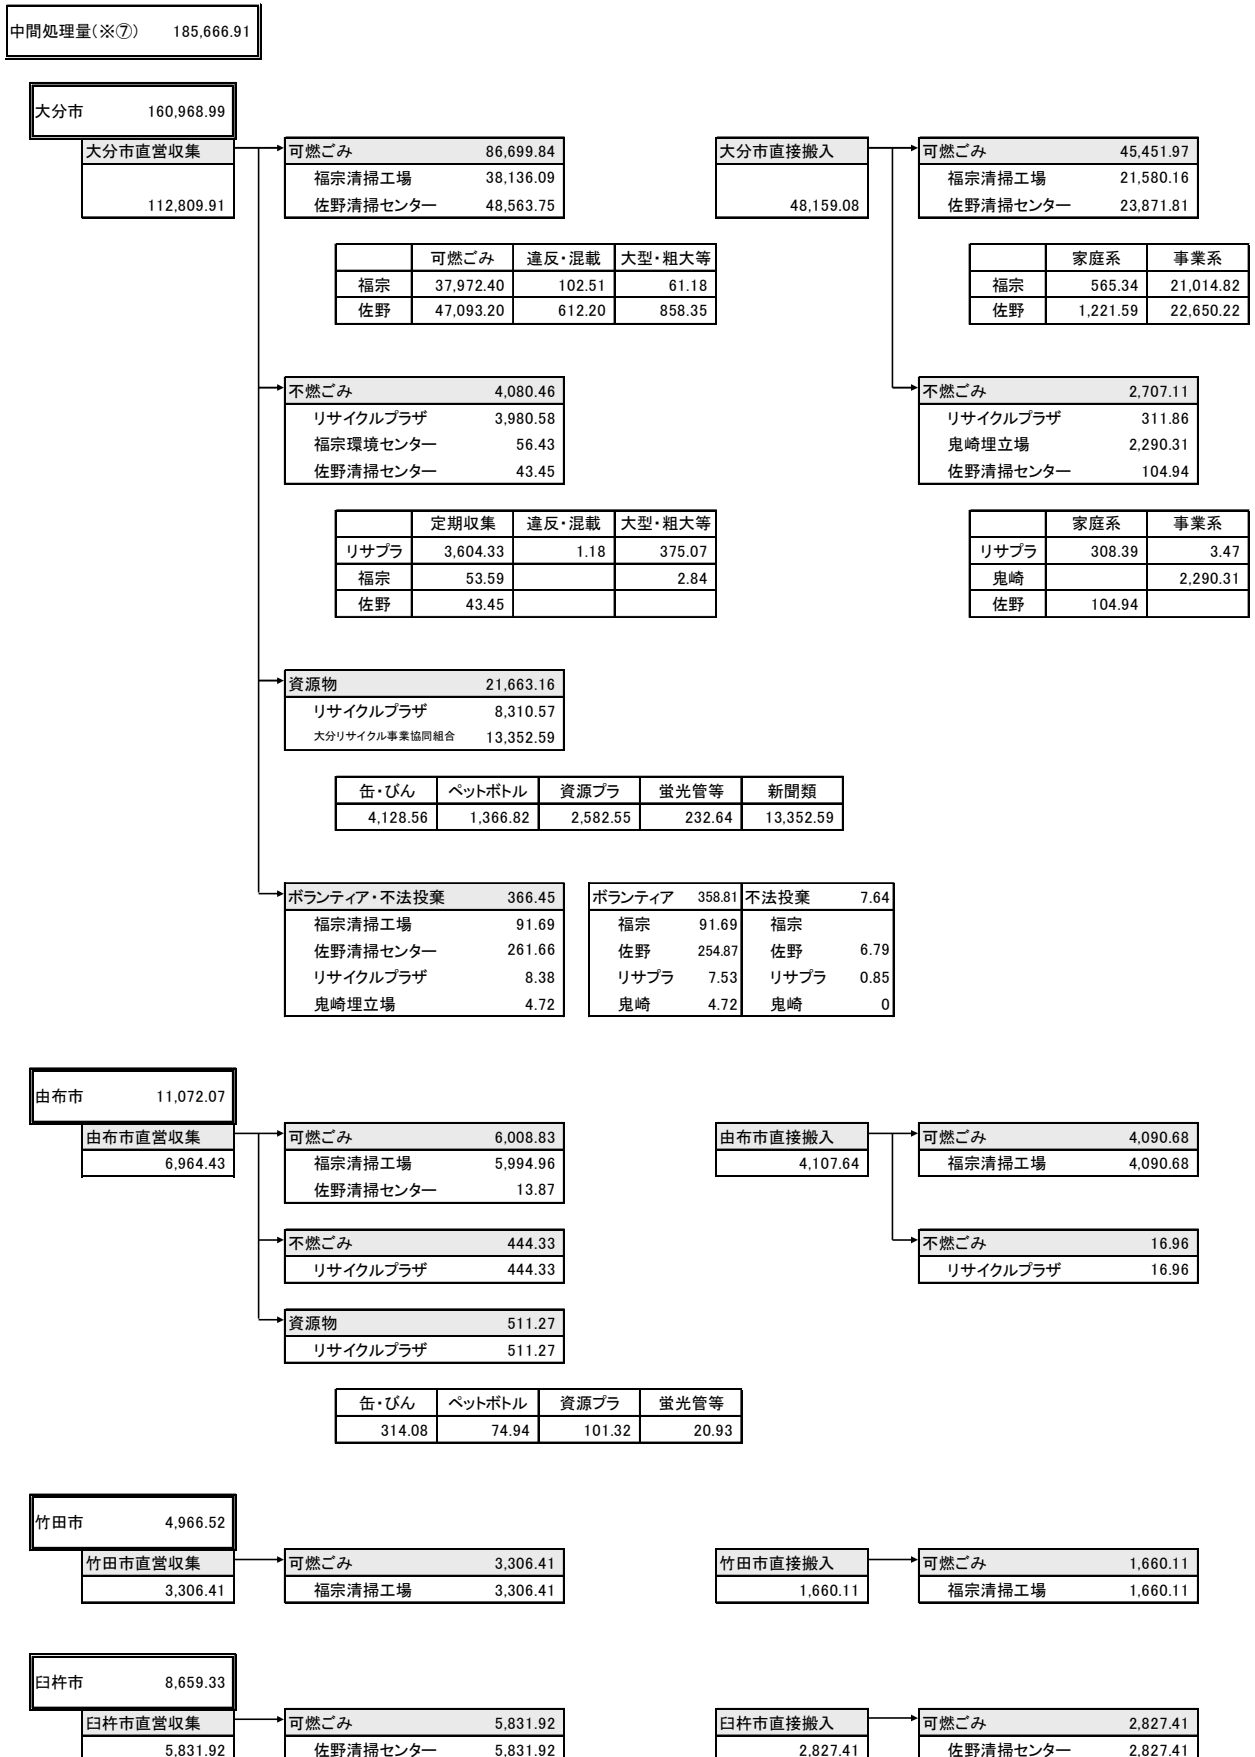 中間処理量(※⑦) 185,666.91
大分市 160,968.99
大分市直営収集 可燃ごみ 86,699.84 大分市直接搬入 可燃ごみ 45,451.97
福宗清掃工場 38,136.09 福宗清掃工場 21,580.16
112,809.91 佐野清掃センター 48,563.75 48,159.08 佐野清掃センター 23,871.81
可燃ごみ 違反・混載 大型・粗大等 家庭系 事業系
福宗 37,972.40 102.51 61.18 福宗 565.34 21,014.82
佐野 47,093.20 612.20 858.35 佐野 1,221.59 22,650.22
不燃ごみ 4,080.46 不燃ごみ 2,707.11
リサイクルプラザ 3,980.58 リサイクルプラザ 311.86
福宗環境センター 56.43 鬼崎埋立場 2,290.31
佐野清掃センター 43.45 佐野清掃センター 104.94
定期収集 違反・混載 大型・粗大等 家庭系 事業系
リサプラ 3,604.33 1.18 375.07 リサプラ 308.39 3.47
福宗 53.59 2.84 鬼崎 2,290.31
佐野 43.45 佐野 104.94
資源物 21,663.16
リサイクルプラザ 8,310.57
大分リサイクル事業協同組合 13,352.59
缶・びん ペットボトル 資源プラ 蛍光管等 新聞類
4,128.56 1,366.82 2,582.55 232.64 13,352.59
ボランティア・不法投棄 366.45 ボランティア 358.81 不法投棄 7.64
福宗清掃工場 91.69 福宗 91.69 福宗
佐野清掃センター 261.66 佐野 254.87 佐野 6.79
リサイクルプラザ 8.38 リサプラ 7.53 リサプラ 0.85
鬼崎埋立場 4.72 鬼崎 4.72 鬼崎 0
由布市 11,072.07
由布市直営収集 可燃ごみ 6,008.83 由布市直接搬入 可燃ごみ 4,090.68
6,964.43 福宗清掃工場 5,994.96 4,107.64 福宗清掃工場 4,090.68
佐野清掃センター 13.87
不燃ごみ 444.33 不燃ごみ 16.96
リサイクルプラザ 444.33 リサイクルプラザ 16.96
資源物 511.27
リサイクルプラザ 511.27
缶・びん ペットボトル 資源プラ 蛍光管等
314.08 74.94 101.32 20.93
竹田市 4,966.52
竹田市直営収集 可燃ごみ 3,306.41 竹田市直接搬入 可燃ごみ 1,660.11
3,306.41 福宗清掃工場 3,306.41 1,660.11 福宗清掃工場 1,660.11
臼杵市 8,659.33
臼杵市直営収集 可燃ごみ 5,831.92 臼杵市直接搬入 可燃ごみ 2,827.41
5,831.92 佐野清掃センター 5,831.92 2,827.41 佐野清掃センター 2,827.41